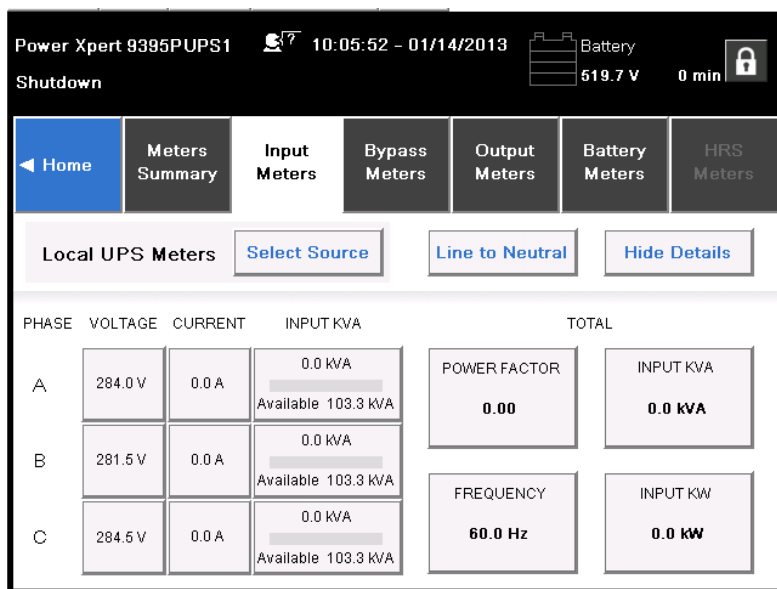 Power Xpert 9395PUPS1 ? 10:05:52 - 01/14/2013 Battery
Shutdown 519.7 V 0 min
Home
Meters Summary
Input Meters
Bypass Meters
Output Meters
Battery Meters
HRS Meters
Local UPS Meters Select Source Line to Neutral Hide Details
PHASE VOLTAGE CURRENT INPUT KVA TOTAL
A 284.0 V 0.0 A
0.0 kVA
Available 103.3 kVA
B 281.5 V 0.0 A
0.0 kVA
Available 103.3 kVA
C 284.5 V 0.0 A
0.0 kVA
Available 103.3 kVA
POWER FACTOR
0.00
INPUT KVA
0.0 kVA
FREQUENCY
60.0 Hz
INPUT KW
0.0 kW